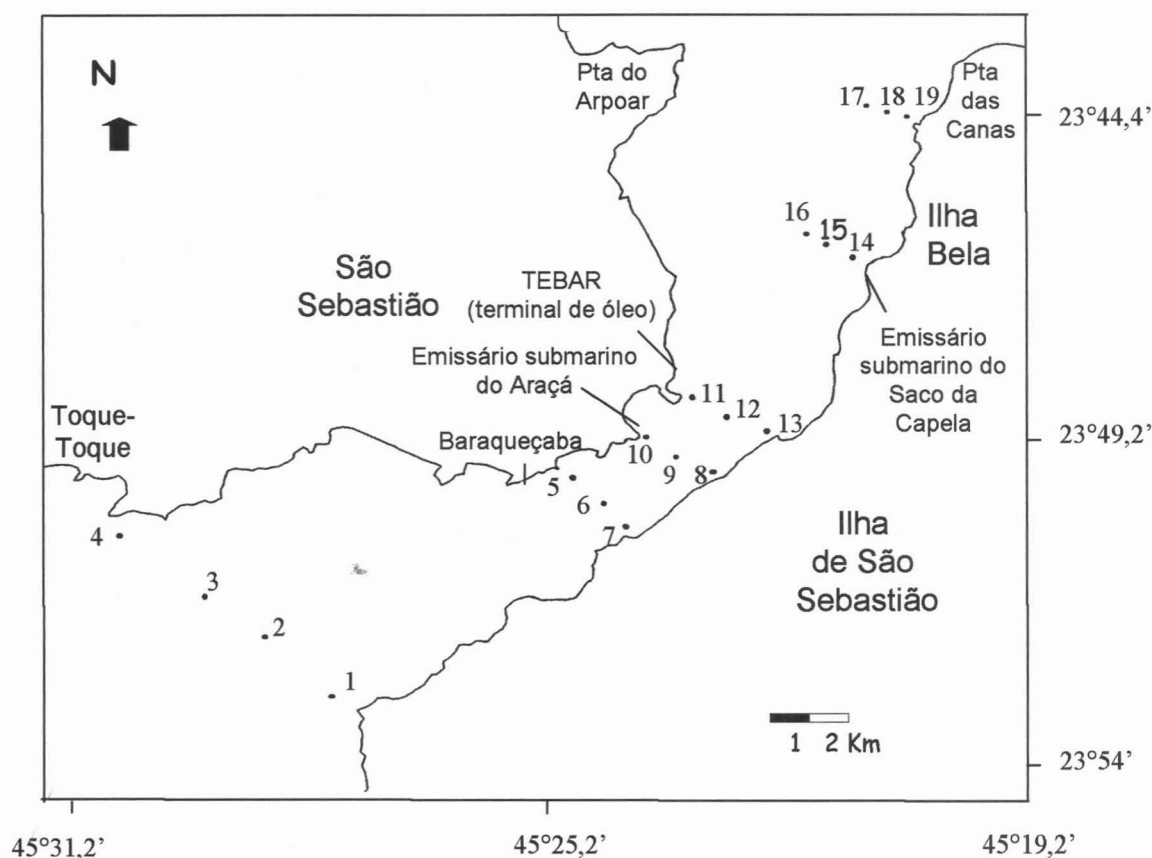 N
Pta do
Arpoar
Pta
das
Canas
17
18
19
23°44,4'
16
15
14
Ilha
Bela
São
Sebastião
TEBAR
(terminal de óleo)
Emissário submarino
do Araçá
Emissário
submarino do
Saco da
Capela
Toque-
Toque
Baraqueçaba
11
12
13
23°49,2'
10
9
8
5
6
7
4
3
2
1
Ilha
de São
Sebastião
1 2 Km
23°54'
45°31,2'
45°25,2'
45°19,2'